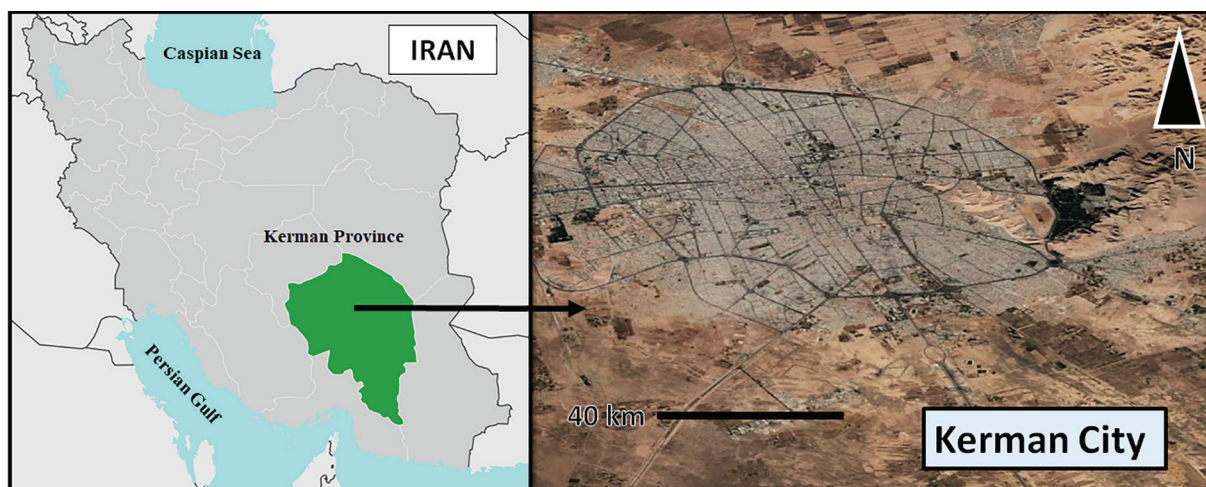 Caspian Sea
IRAN
Kerman Province
Persian Gulf
N
40 km
Kerman City